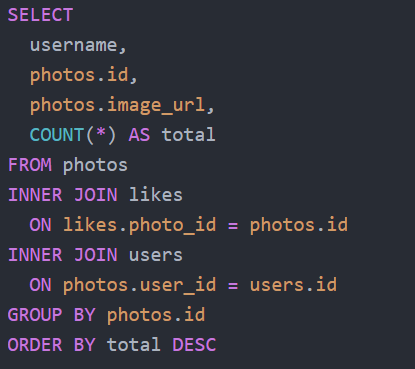 SELECT
  username,
  photos.id,
  photos.image_url,
  COUNT(*) AS total
FROM photos
INNER JOIN likes
  ON likes.photo_id = photos.id
INNER JOIN users
  ON photos.user_id = users.id
GROUP BY photos.id
ORDER BY total DESC